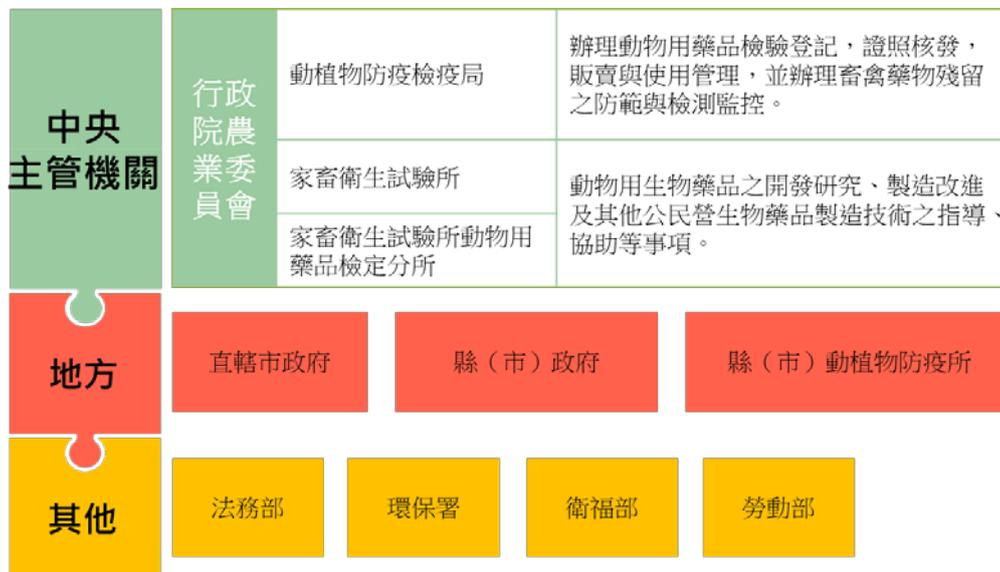 中央
主管機關
行政
院農
業委
員會
動植物防疫檢疫局
辦理動物用藥品檢驗登記，證照核發，
販賣與使用管理，並辦理畜禽藥物殘留
之防範與檢測監控。
家畜衛生試驗所
動物用生物藥品之開發研究、製造改進
及其他公民營生物藥品製造技術之指導、
協助等事項。
家畜衛生試驗所動物用
藥品檢定分所
地方
直轄市政府
縣（市）政府
縣（市）動植物防疫所
其他
法務部
環保署
衛福部
勞動部